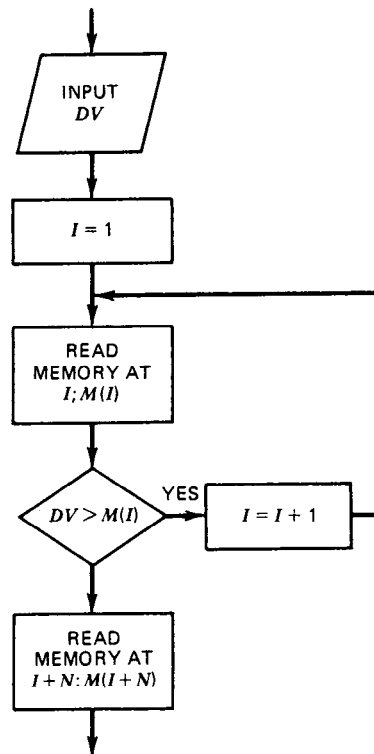 INPUT
DV
I = 1
READ
MEMORY AT
I; M(I)
DV > M(I)
YES
I = I + 1
READ
MEMORY AT
I + N: M(I + N)